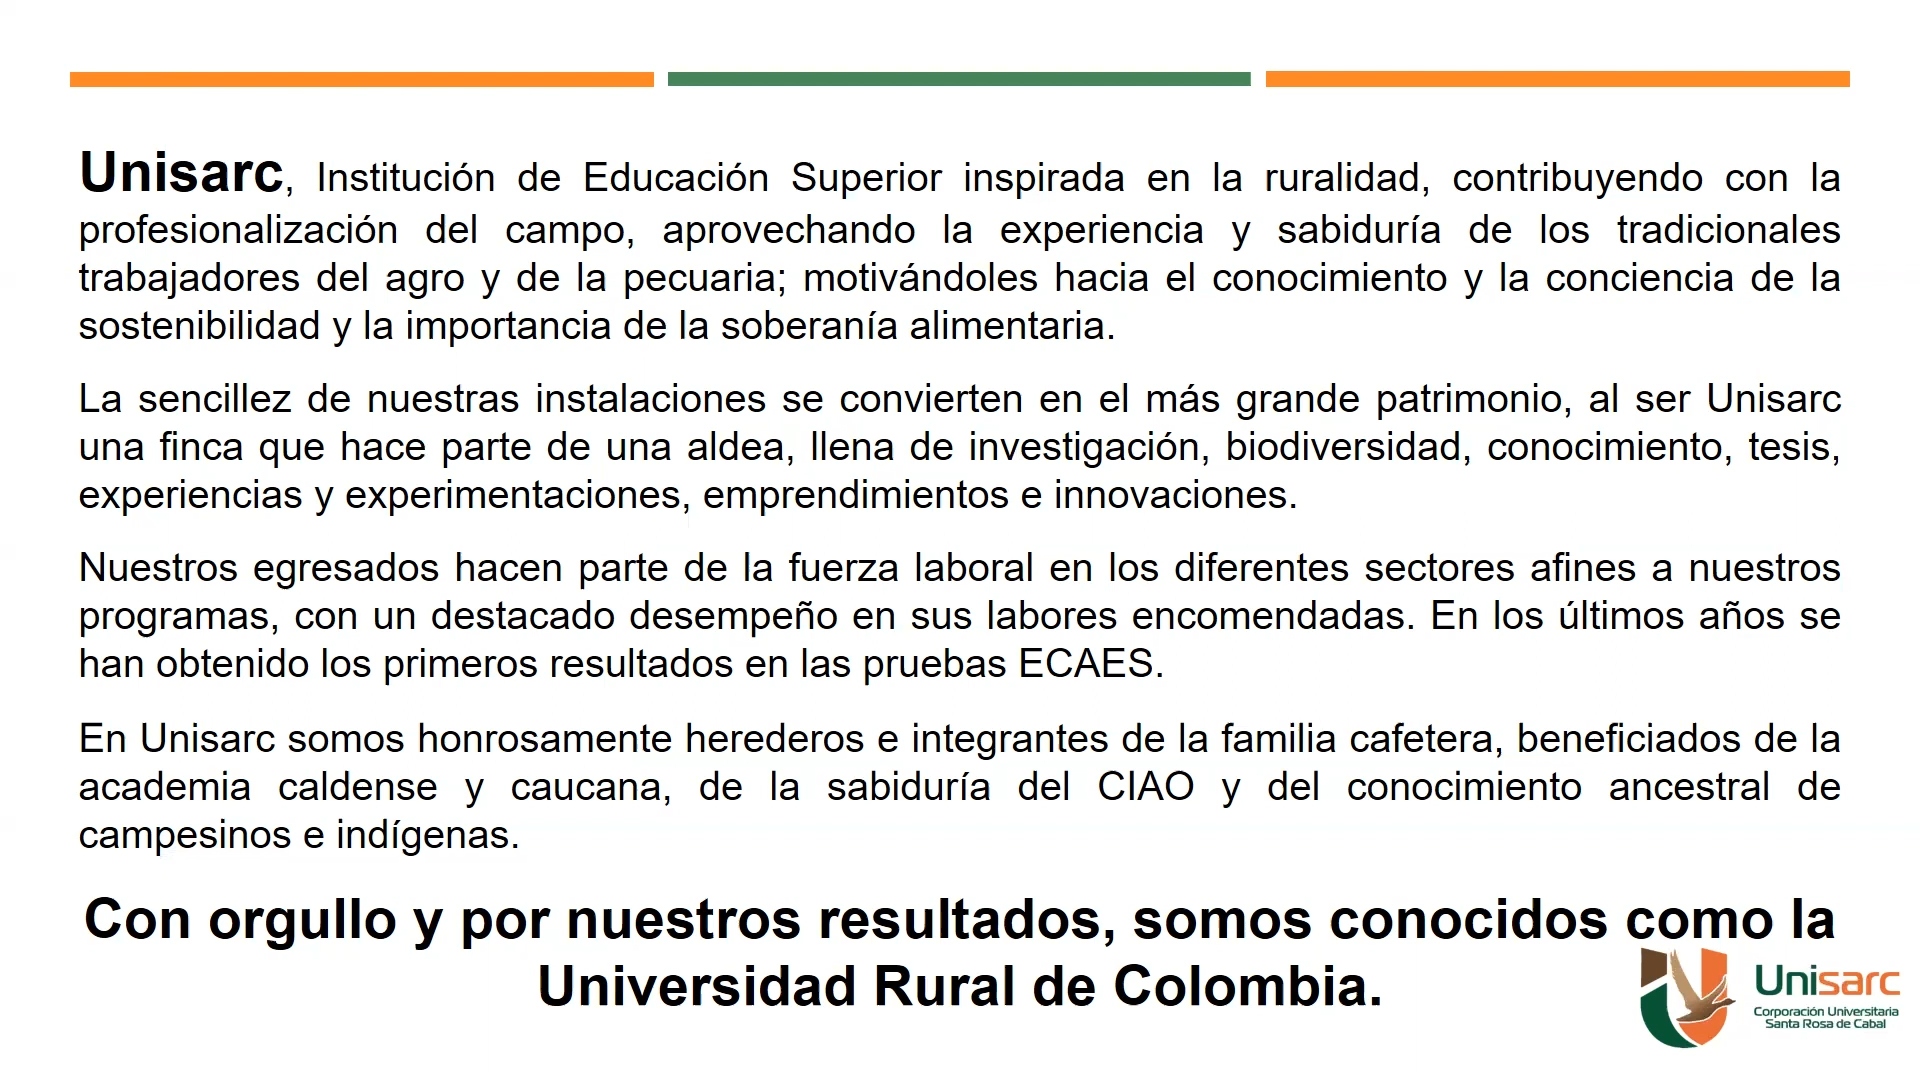 Unisarc, Institución de Educación Superior inspirada en la ruralidad, contribuyendo con la
profesionalización del campo, aprovechando la experiencia y sabiduría de los tradicionales
trabajadores del agro y de la pecuaria; motivándoles hacia el conocimiento y la conciencia de la
sostenibilidad y la importancia de la soberanía alimentaria.
La sencillez de nuestras instalaciones se convierten en el más grande patrimonio, al ser Unisarc
una finca que hace parte de una aldea, llena de investigación, biodiversidad, conocimiento, tesis,
experiencias y experimentaciones, emprendimientos e innovaciones.
Nuestros egresados hacen parte de la fuerza laboral en los diferentes sectores afines a nuestros
programas, con un destacado desempeño en sus labores encomendadas. En los últimos años se
han obtenido los primeros resultados en las pruebas ECAES.
En Unisarc somos honrosamente herederos e integrantes de la familia cafetera, beneficiados de la
academia caldense y caucana, de la sabiduría del CIAO y del conocimiento ancestral de
campesinos e indígenas.
Con orgullo y por nuestros resultados, somos conocidos como la
Universidad Rural de Colombia.
Unisarc
Corporación Universitaria
Santa Rosa de Cabal